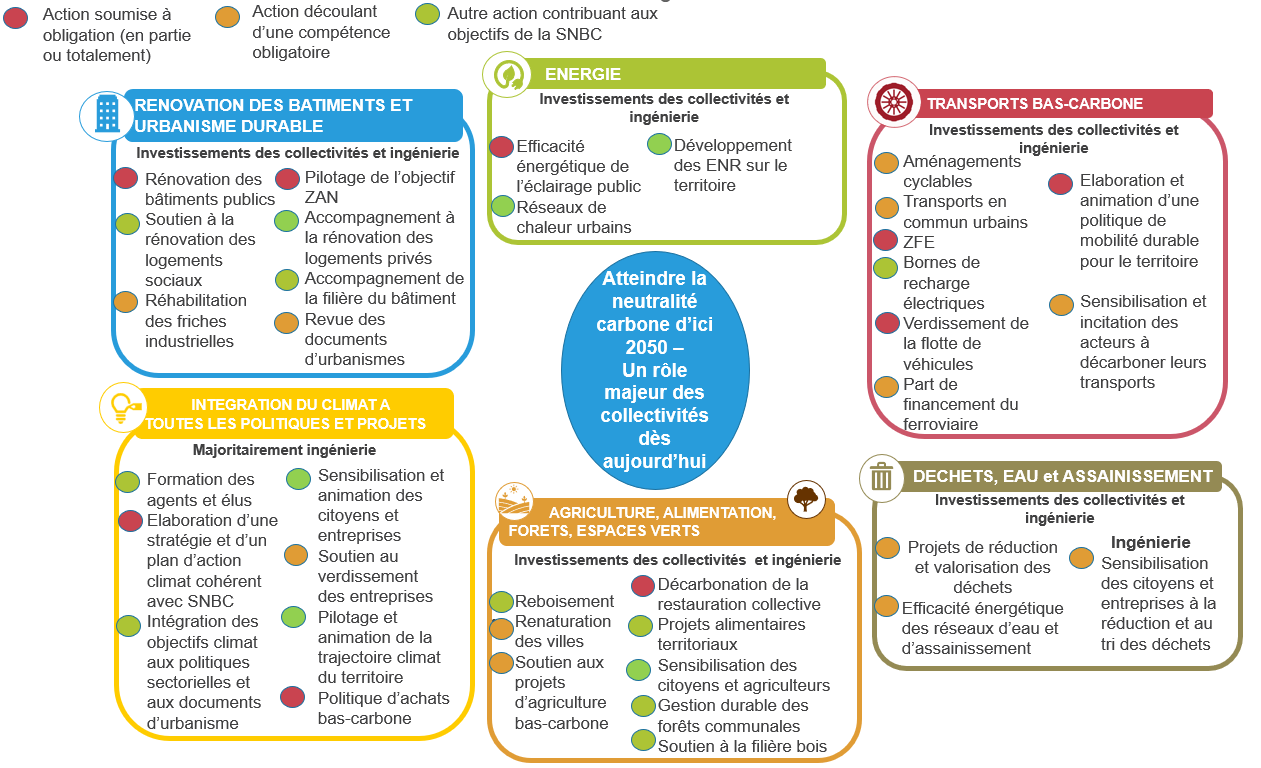 Action soumise à
obligation (en partie
ou totalement)
Action découlant
d'une compétence
obligatoire
Autre action contribuant aux
objectifs de la SNBC
RENOVATION DES BATIMENTS ET
URBANISME DURABLE
Investissements des collectivités et ingénierie
Rénovation des
bâtiments publics
Soutien à la
rénovation des
logements
sociaux
Réhabilitation
des friches
industrielles
Pilotage de l'objectif
ZAN
Accompagnement à
la rénovation des
logements privés
Accompagnement de
la filière du bâtiment
Revue des
documents
d'urbanismes
ENERGIE
Investissements des collectivités et
ingénierie
Efficacité
énergétique de
l'éclairage public
Réseaux de
chaleur urbains
Développement
des ENR sur le
territoire
TRANSPORTS BAS-CARBONE
Investissements des collectivités et
ingénierie
Aménagements
cyclables
Transports en
commun urbains
ZFE
Bornes de
recharge
électriques
Verdissement de
la flotte de
véhicules
Part de
financement du
ferroviaire
Elaboration et
animation d'une
politique de
mobilité durable
pour le territoire
Sensibilisation et
incitation des
acteurs à
décarboner leurs
transports
Atteindre la
neutralité
carbone d'ici
2050 –
Un rôle
majeur des
collectivités
dès
aujourd'hui
INTEGRATION DU CLIMAT A
TOUTES LES POLITIQUES ET PROJETS
Majoritairement ingénierie
Formation des
agents et élus
Elaboration d'une
stratégie et d'un
plan d'action
climat cohérent
avec SNBC
Intégration des
objectifs climat
aux politiques
sectorielles et
aux documents
d'urbanisme
Sensibilisation et
animation des
citoyens et
entreprises
Soutien au
verdissement
des entreprises
Pilotage et
animation de la
trajectoire climat
du territoire
Politique d'achats
bas-carbone
AGRICULTURE, ALIMENTATION,
FORETS, ESPACES VERTS
Investissements des collectivités et ingénierie
Reboisement
Renaturation
des villes
Soutien aux
projets
d'agriculture
bas-carbone
Décarbonation de la
restauration collective
Projets alimentaires
territoriaux
Sensibilisation des
citoyens et agriculteurs
Gestion durable des
forêts communales
Soutien à la filière bois
DECHETS, EAU et ASSAINISSEMENT
Investissements des collectivités et
ingénierie
Projets de réduction
et valorisation des
déchets
Efficacité énergétique
des réseaux d'eau et
d'assainissement
Ingénierie
Sensibilisation
des citoyens et
entreprises à la
réduction et au
tri des déchets